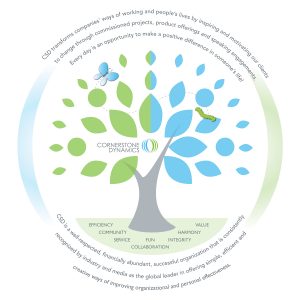 CSD transforms companies' ways of working and people's lives by inspiring and motivating our clients
to change through commissioned projects, product offerings and speaking engagements.
Every day is an opportunity to make a positive difference in someone's life!
CORNERSTONE
DYNAMICS
EFFICIENCY VALUE
COMMUNITY HARMONY
SERVICE FUN INTEGRITY
COLLABORATION
CSD is a well-respected, financially abundant, successful organization that is consistently
recognized by industry and media as the global leader in offering simple, efficient and
creative ways of improving organizational and personal effectiveness.